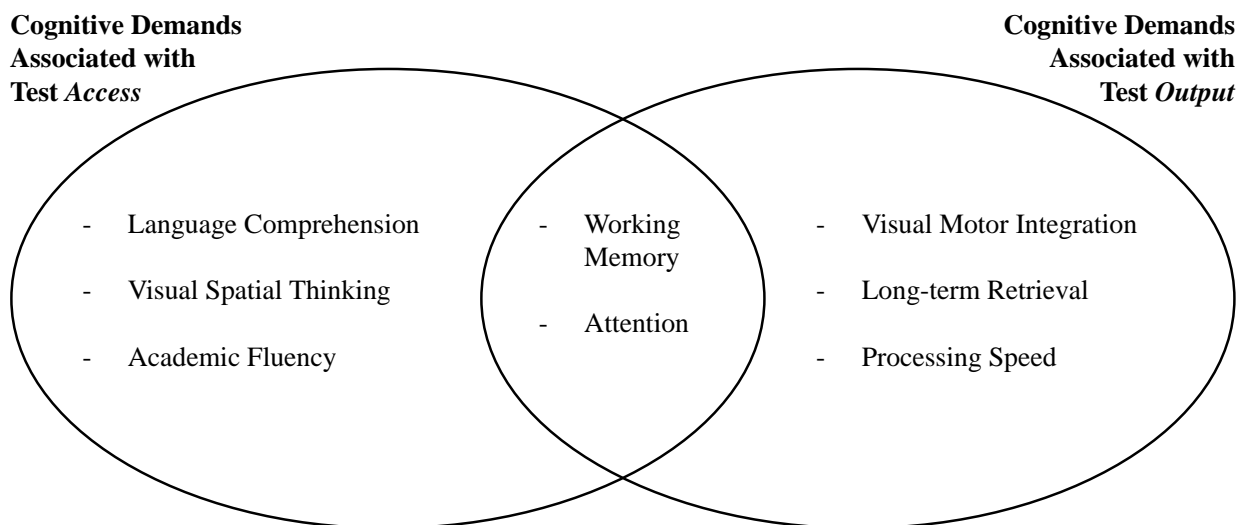 Cognitive Demands
Associated with
Test Access
Cognitive Demands
Associated with
Test Output
- Language Comprehension
- Visual Spatial Thinking
- Academic Fluency
- Working
Memory
- Attention
- Visual Motor Integration
- Long-term Retrieval
- Processing Speed